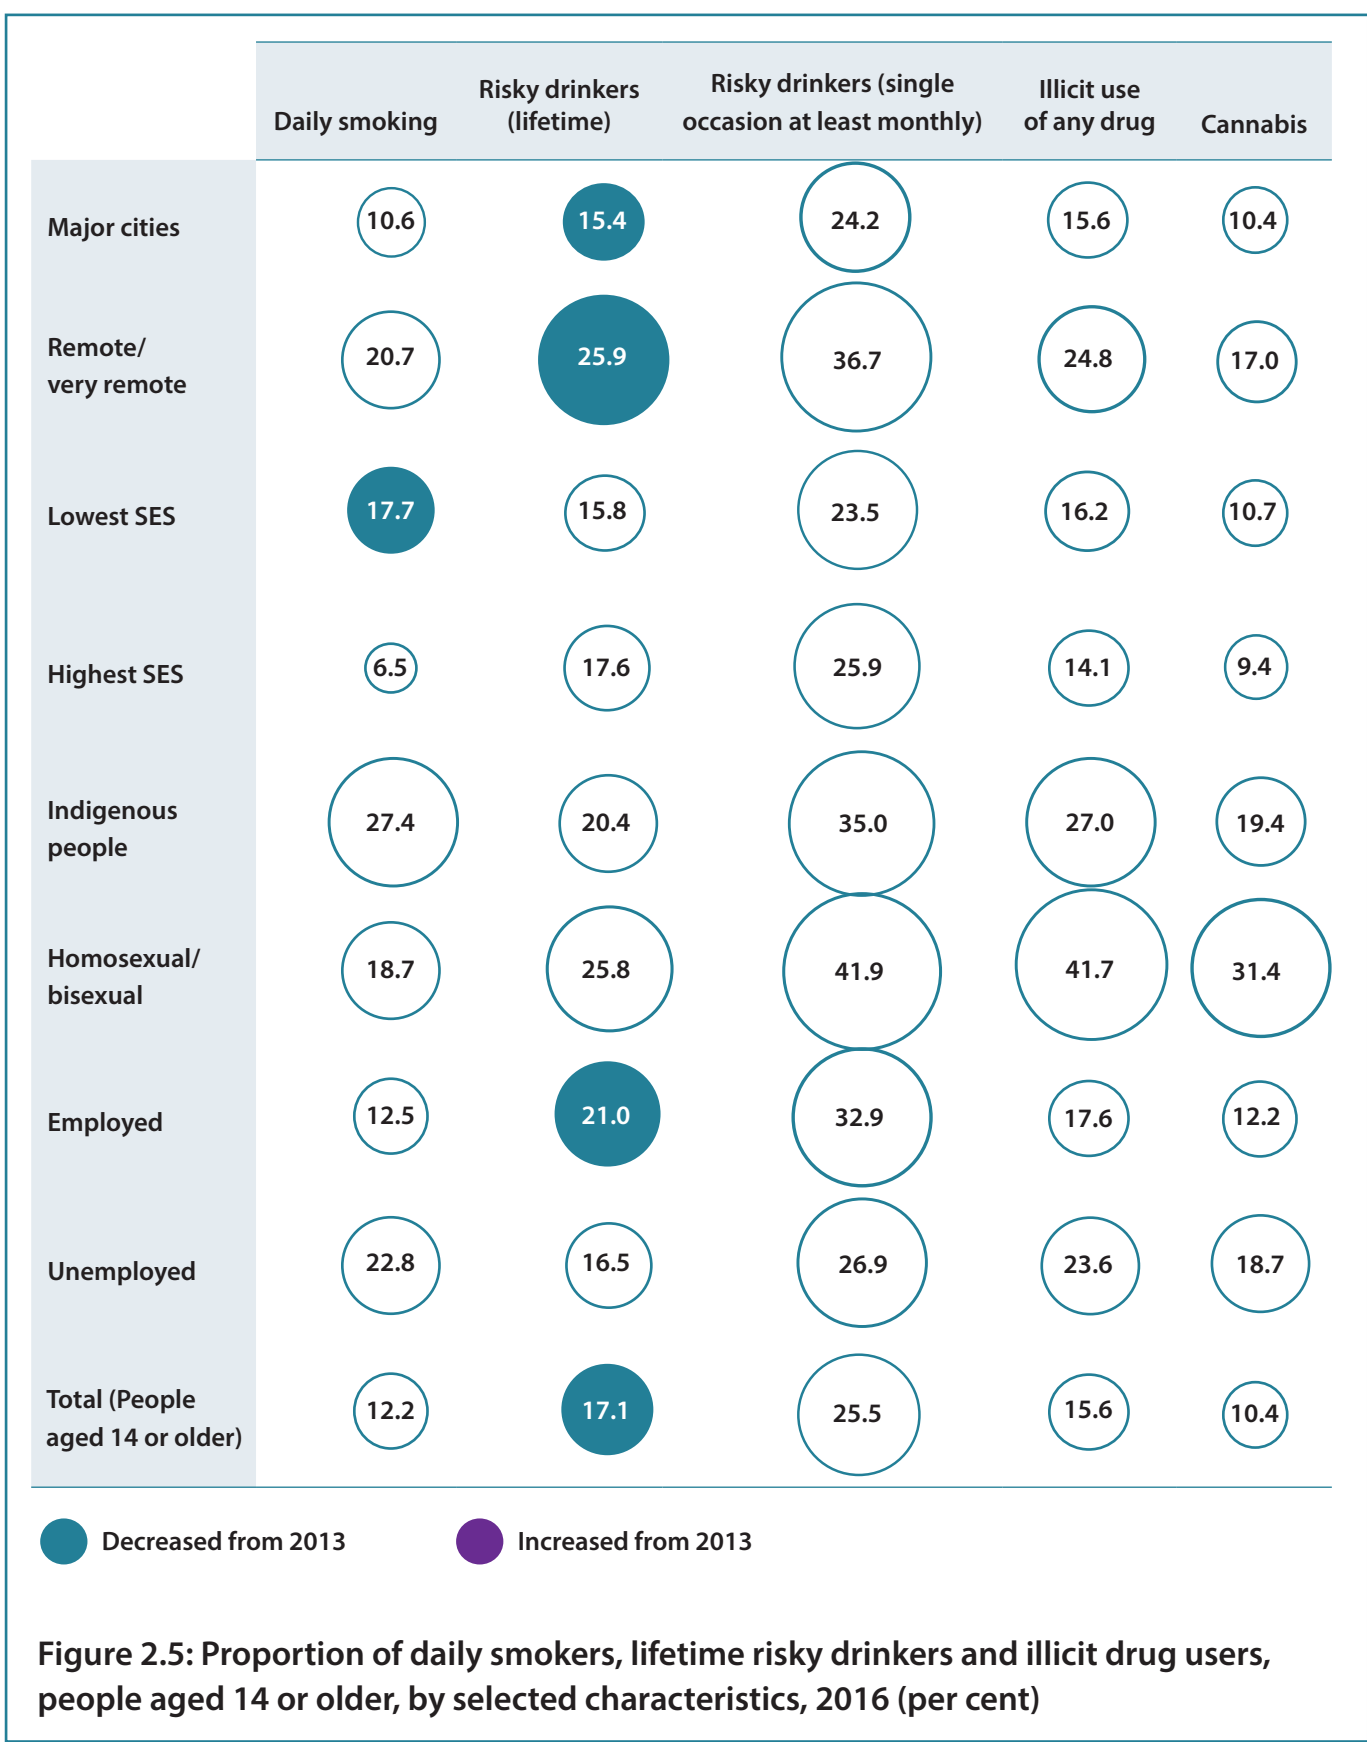 Daily smoking
Risky drinkers
(lifetime)
Risky drinkers (single
occasion at least monthly)
Illicit use
of any drug
Cannabis
Major cities
10.6
15.4
24.2
15.6
10.4
Remote/
very remote
20.7
25.9
36.7
24.8
17.0
Lowest SES
17.7
15.8
23.5
16.2
10.7
Highest SES
6.5
17.6
25.9
14.1
9.4
Indigenous
people
27.4
20.4
35.0
27.0
19.4
Homosexual/
bisexual
18.7
25.8
41.9
41.7
31.4
Employed
12.5
21.0
32.9
17.6
12.2
Unemployed
22.8
16.5
26.9
23.6
18.7
Total (People
aged 14 or older)
12.2
17.1
25.5
15.6
10.4
Decreased from 2013
Increased from 2013
Figure 2.5: Proportion of daily smokers, lifetime risky drinkers and illicit drug users,
people aged 14 or older, by selected characteristics, 2016 (per cent)